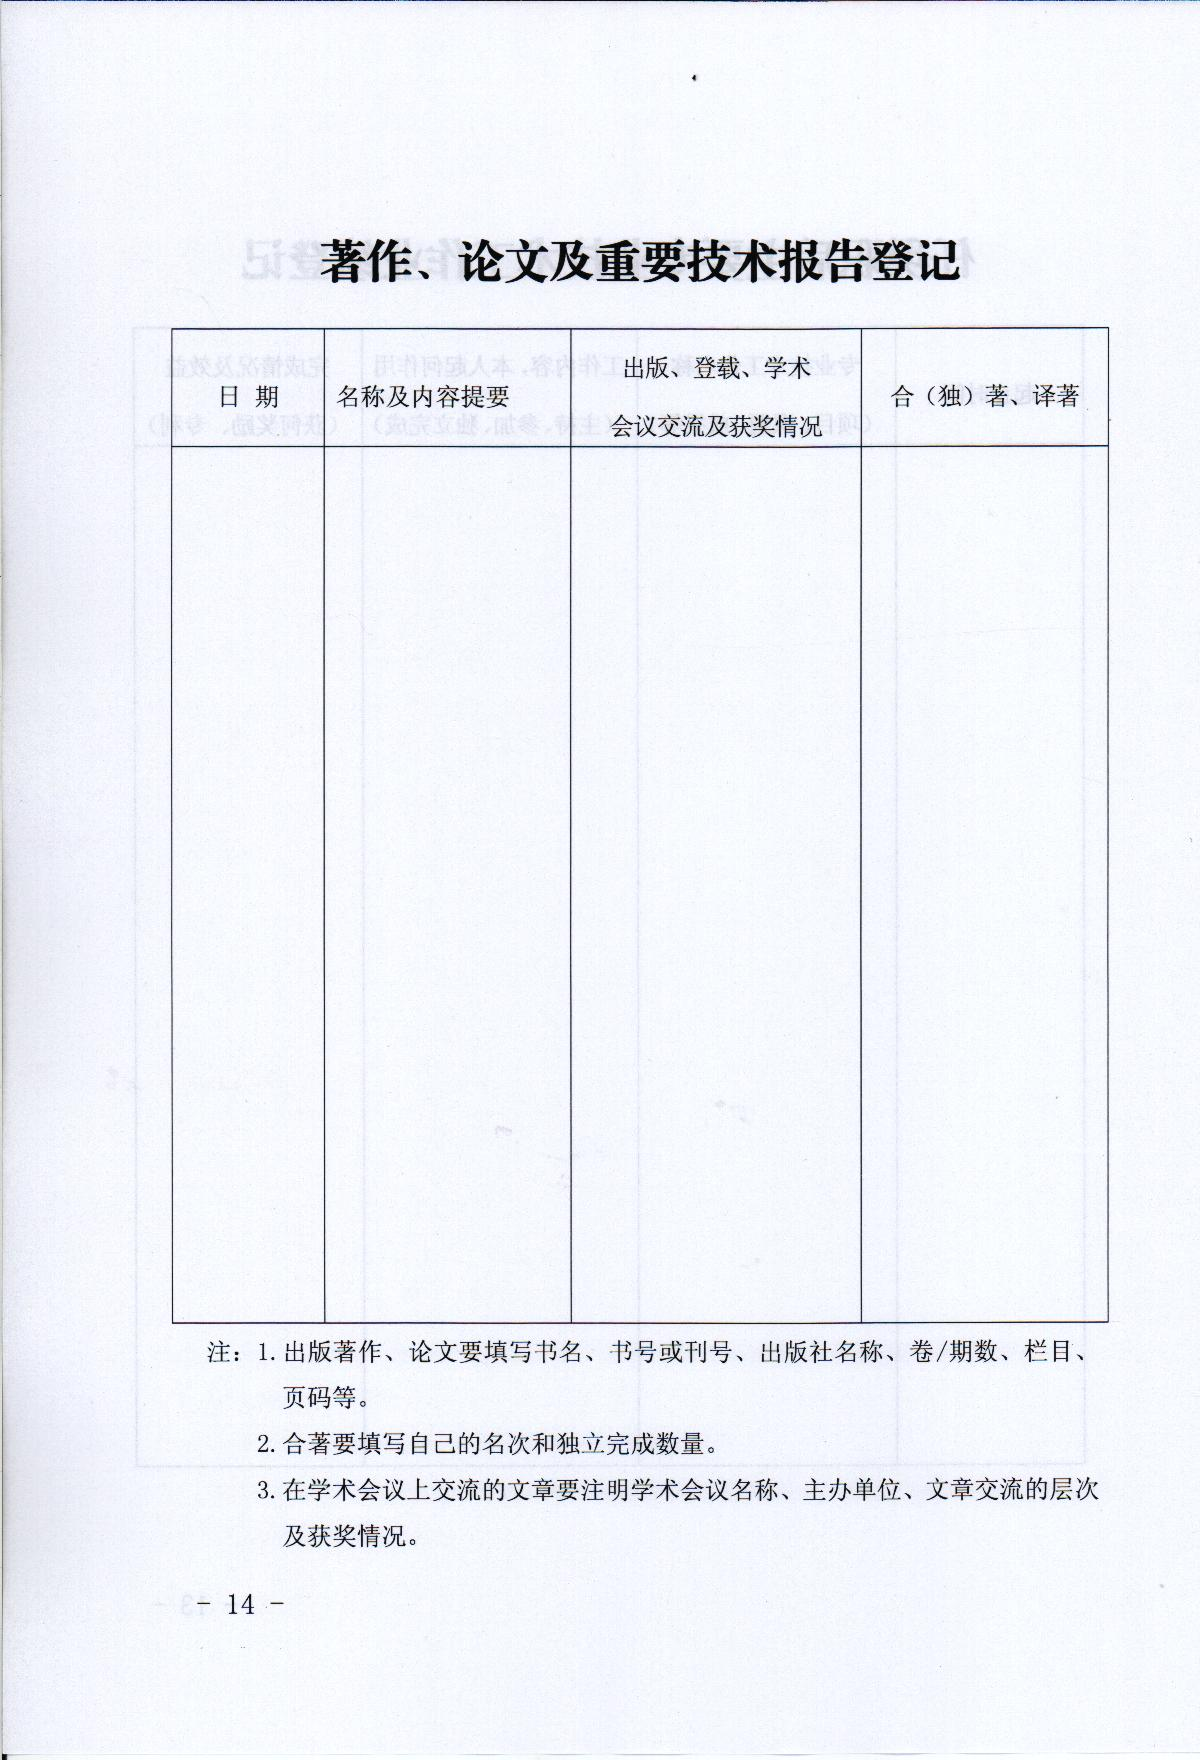 著作、论文及重要技术报告登记
日 期
名称及内容提要
出版、登载、学术
会议交流及获奖情况
合（独）著、译著
注：1.出版著作、论文要填写书名、书号或刊号、出版社名称、卷/期数、栏目、
页码等。
2.合著要填写自己的名次和独立完成数量。
3.在学术会议上交流的文章要注明学术会议名称、主办单位、文章交流的层次
及获奖情况。
- 14 -